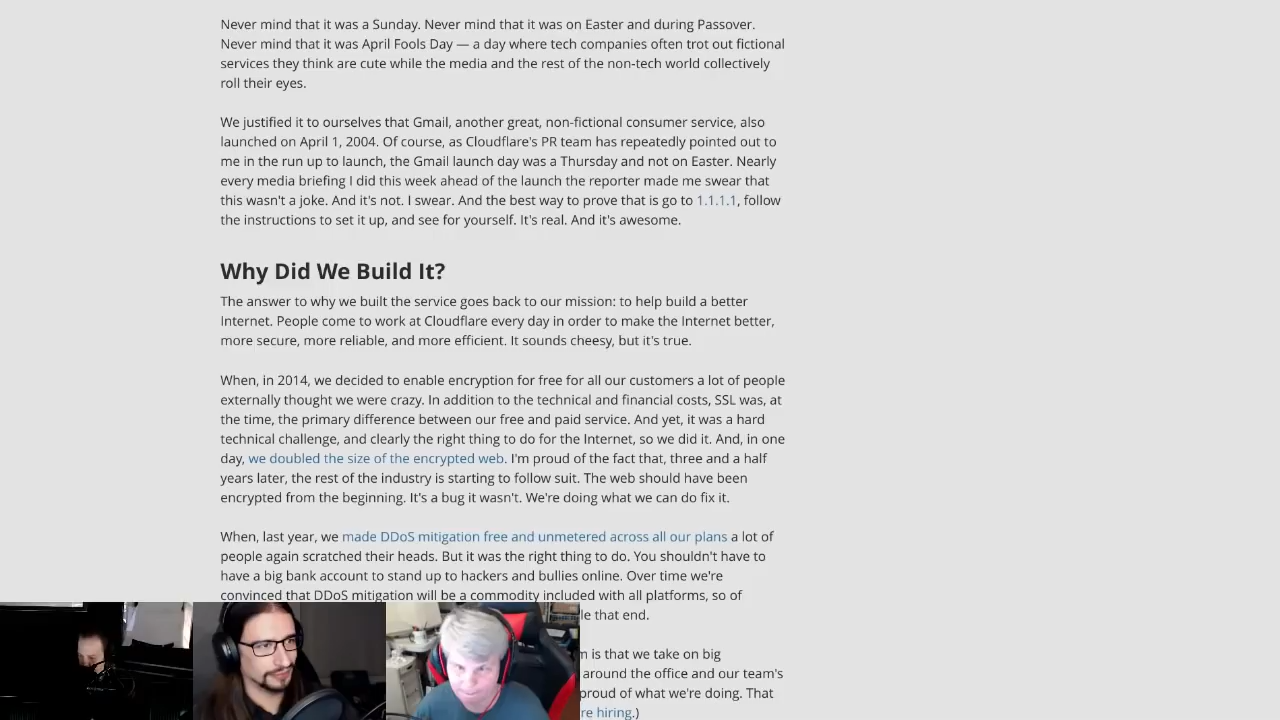 Never mind that it was a Sunday. Never mind that it was on Easter and during Passover.
Never mind that it was April Fools Day — a day where tech companies often trot out fictional
services they think are cute while the media and the rest of the non-tech world collectively
roll their eyes.
We justified it to ourselves that Gmail, another great, non-fictional consumer service, also
launched on April 1, 2004. Of course, as Cloudflare's PR team has repeatedly pointed out to
me in the run up to launch, the Gmail launch day was a Thursday and not on Easter. Nearly
every media briefing I did this week ahead of the launch the reporter made me swear that
this wasn't a joke. And it's not. I swear. And the best way to prove that is go to 1.1.1.1, follow
the instructions to set it up, and see for yourself. It's real. And it's awesome.
Why Did We Build It?
The answer to why we built the service goes back to our mission: to help build a better
Internet. People come to work at Cloudflare every day in order to make the Internet better,
more secure, more reliable, and more efficient. It sounds cheesy, but it's true.
When, in 2014, we decided to enable encryption for free for all our customers a lot of people
externally thought we were crazy. In addition to the technical and financial costs, SSL was, at
the time, the primary difference between our free and paid service. And yet, it was a hard
technical challenge, and clearly the right thing to do for the Internet, so we did it. And, in one
day, we doubled the size of the encrypted web. I'm proud of the fact that, three and a half
years later, the rest of the industry is starting to follow suit. The web should have been
encrypted from the beginning. It's a bug it wasn't. We're doing what we can do fix it.
When, last year, we made DDoS mitigation free and unmetered across all our plans a lot of
people again scratched their heads. But it was the right thing to do. You shouldn't have to
have a big bank account to stand up to hackers and bullies online. Over time we're
convinced that DDoS mitigation will be a commodity included with all platforms, so of
le that end.
m is that we take on big
around the office and our team's
proud of what we're doing. That
re hiring.)